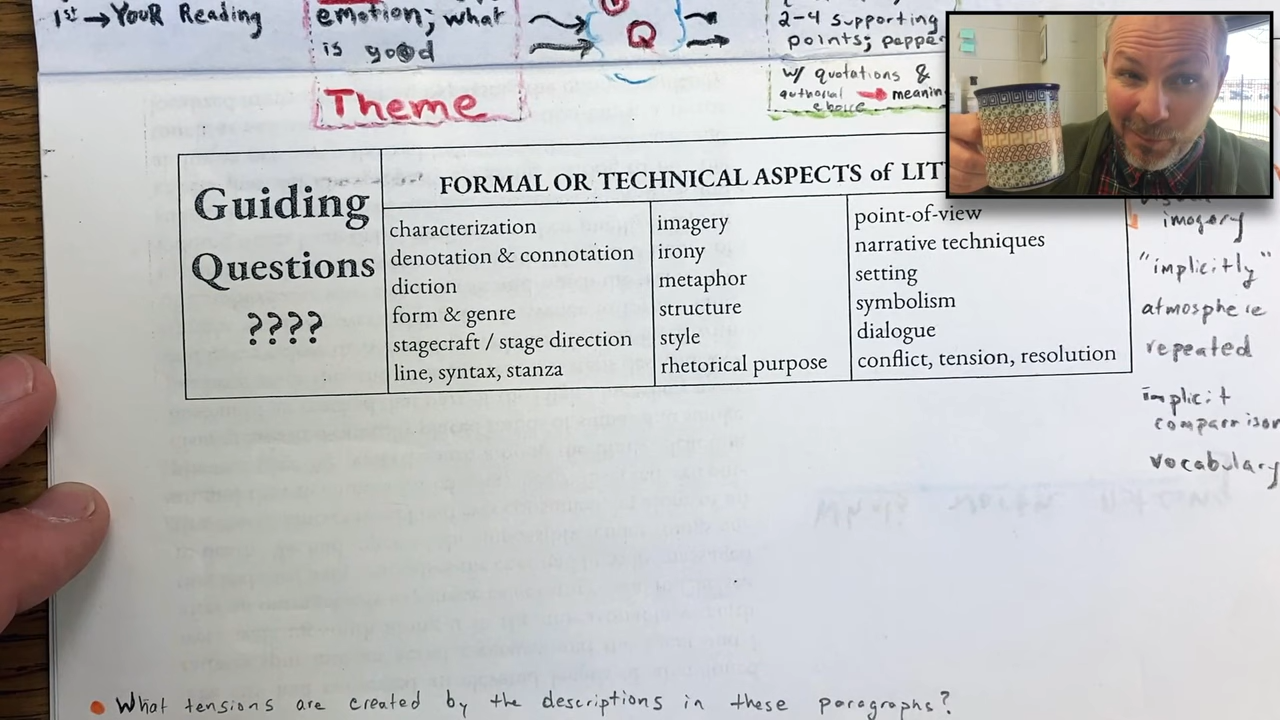 1st → YouR Reading
emotion; what
is good
Q
2-4 supporting
points;
w/ quotations &
authorial → meanin
choice
Theme
Guiding
Questions
????
FORMAL OR TECHNICAL ASPECTS of LIT
characterization
denotation & connotation
diction
form & genre
stagecraft / stage direction
line, syntax, stanza
imagery
irony
metaphor
structure
style
rhetorical purpose
point-of-view
narrative techniques
setting
symbolism
dialogue
conflict, tension, resolution
imagery
"implicitly"
atmosphere
repeated
implicit
comparison
vocabulary
• What tensions are created by the descriptions in these paragraphs?